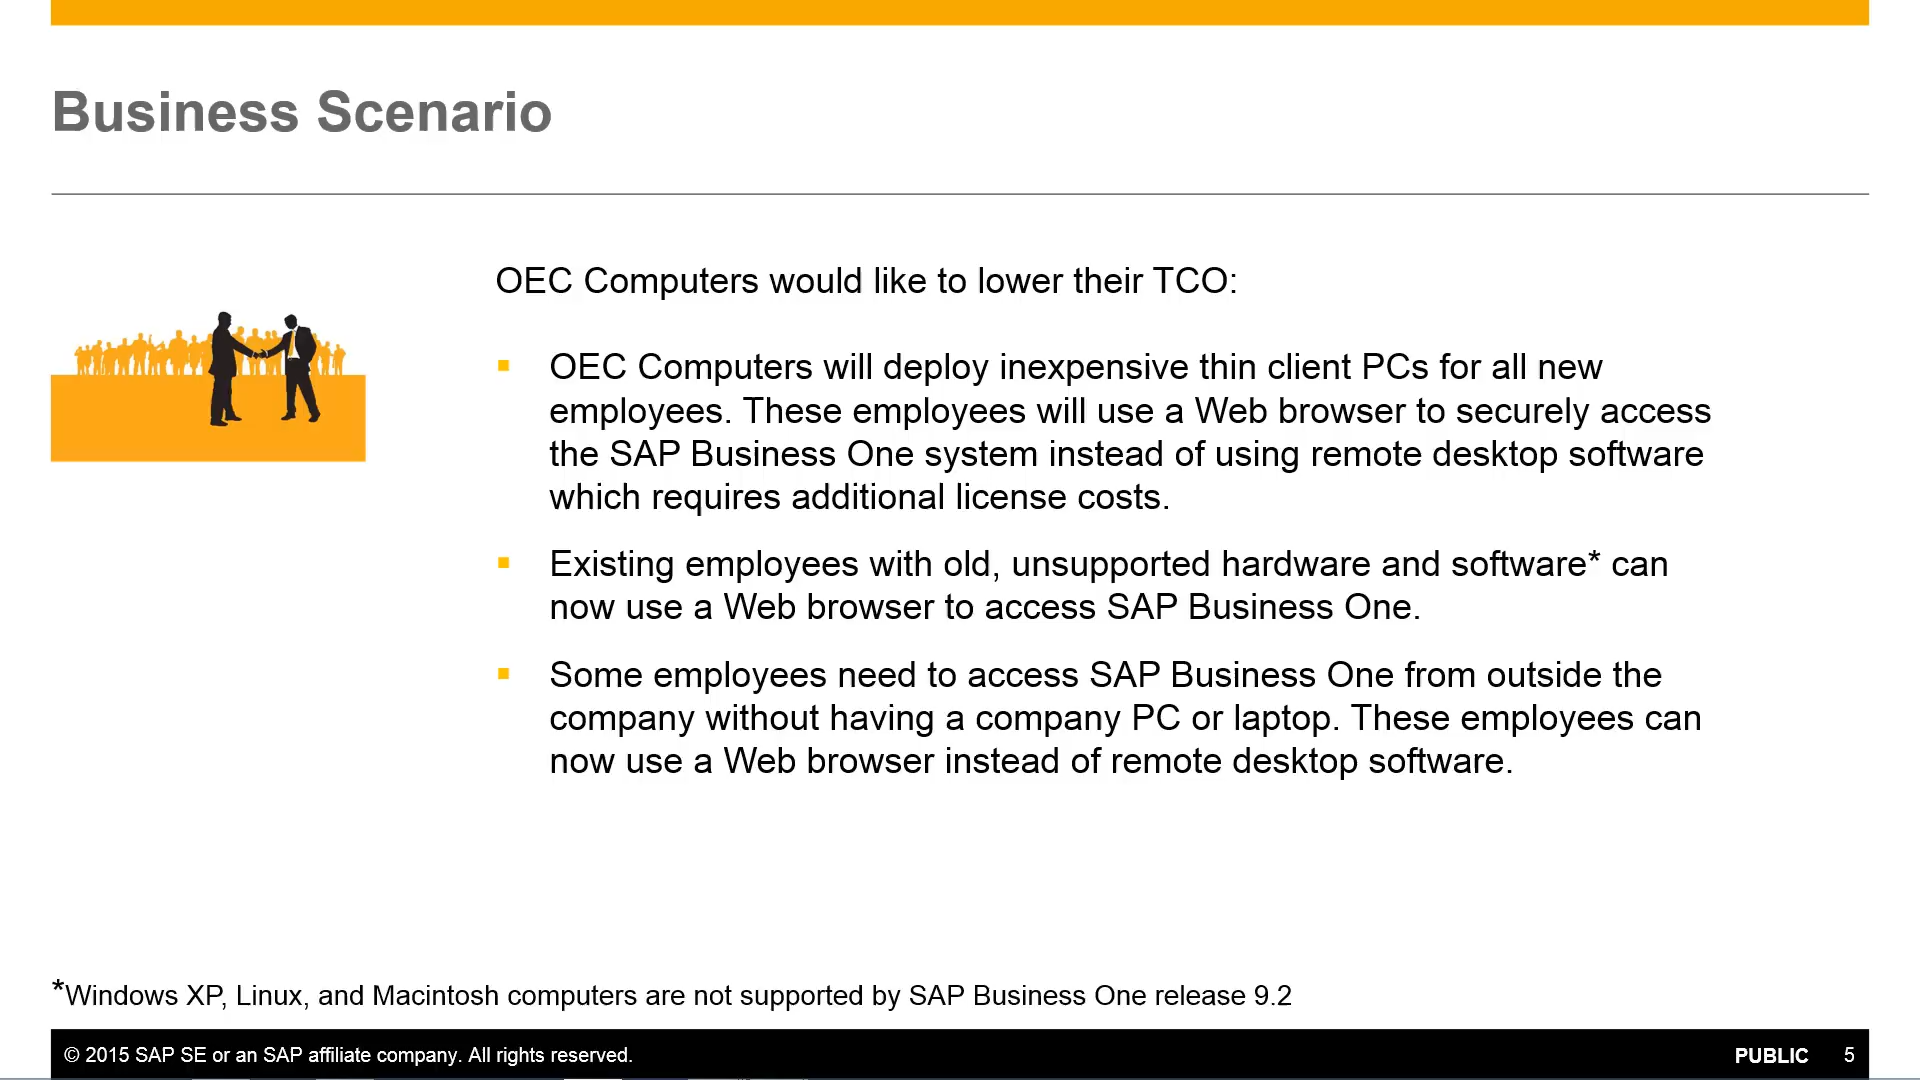 Business Scenario
OEC Computers would like to lower their TCO:
OEC Computers will deploy inexpensive thin client PCs for all new
employees. These employees will use a Web browser to securely access
the SAP Business One system instead of using remote desktop software
which requires additional license costs.
Existing employees with old, unsupported hardware and software* can
now use a Web browser to access SAP Business One.
Some employees need to access SAP Business One from outside the
company without having a company PC or laptop. These employees can
now use a Web browser instead of remote desktop software.
*Windows XP, Linux, and Macintosh computers are not supported by SAP Business One release 9.2
© 2015 SAP SE or an SAP affiliate company. All rights reserved.
PUBLIC 5